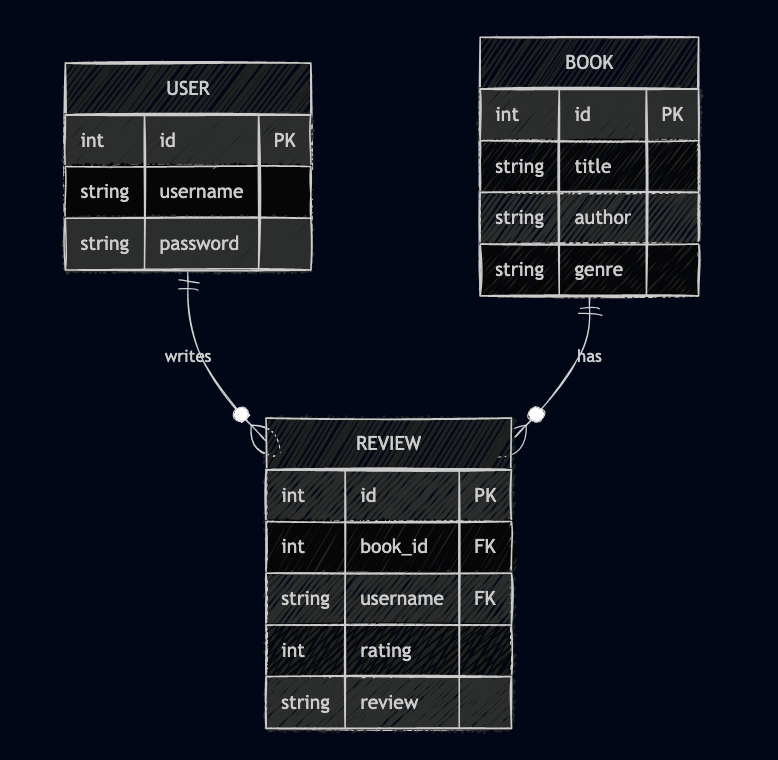 USER
int id PK
string username
string password
BOOK
int id PK
string title
string author
string genre
writes
has
REVIEW
int id PK
int book_id FK
string username FK
int rating
string review